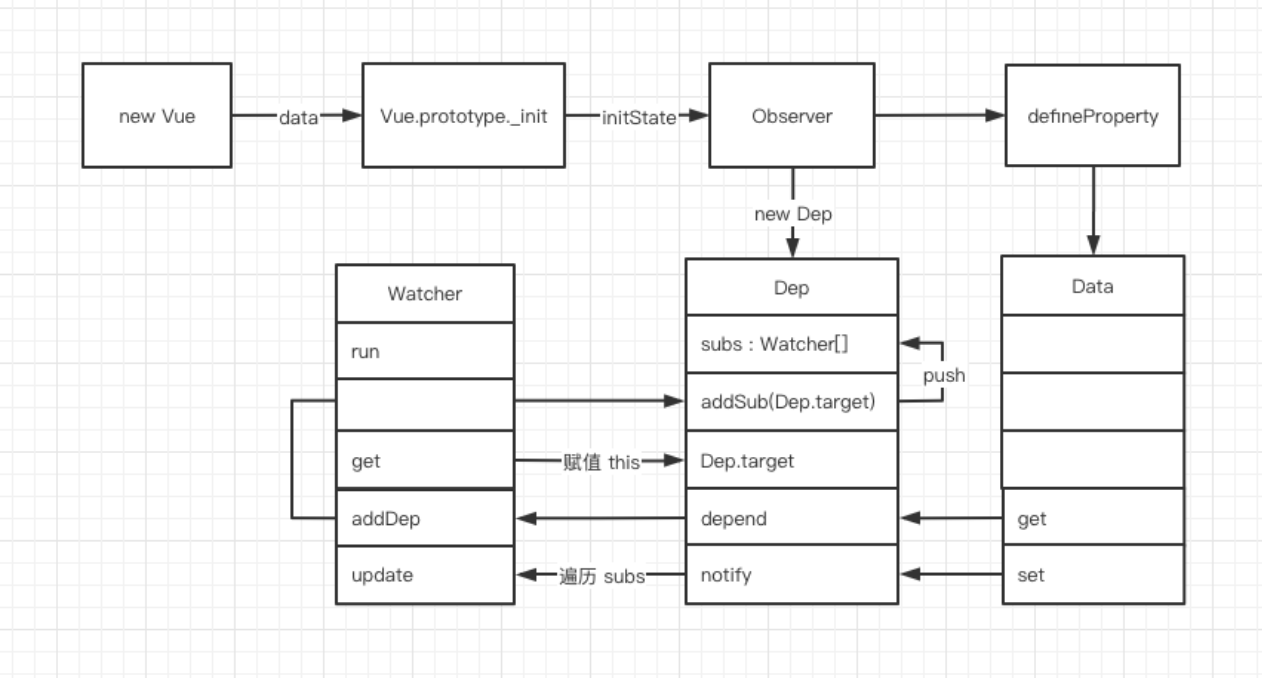 new Vue
data
Vue.prototype._init
initState
Observer
defineProperty
new Dep
Watcher
run
get
addDep
update
赋值 this
遍历 subs
Dep
subs : Watcher[]
addSub(Dep.target)
Dep.target
depend
notify
push
Data
get
set